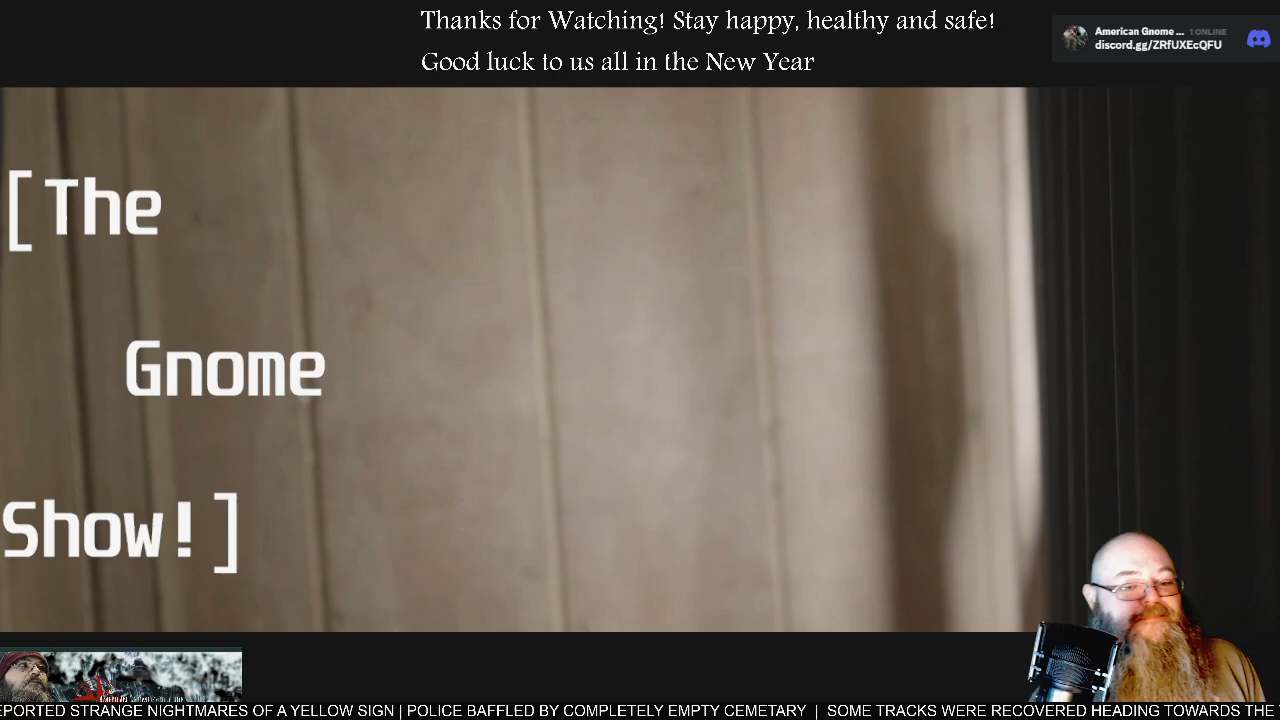 Thanks for Watching! Stay happy, healthy and safe!
Good luck to us all in the New Year
American Gnome ... 1 ONLINE
discord.gg/ZRfUXEcQFU
[The
Gnome
Show!]
EPORTED STRANGE NIGHTMARES OF A YELLOW SIGN | POLICE BAFFLED BY COMPLETELY EMPTY CEMETARY | SOME TRACKS WERE RECOVERED HEADING TOWARDS THE